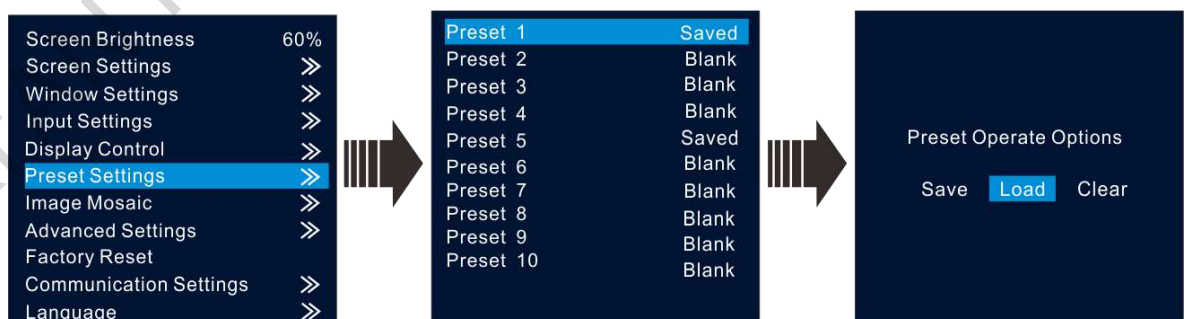 Screen Brightness 60%
Screen Settings
Window Settings
Input Settings
Display Control
Preset Settings
Image Mosaic
Advanced Settings
Factory Reset
Communication Settings
Language
Preset 1 Saved
Preset 2 Blank
Preset 3 Blank
Preset 4 Blank
Preset 5 Saved
Preset 6 Blank
Preset 7 Blank
Preset 8 Blank
Preset 9 Blank
Preset 10 Blank
Preset Operate Options
Save Load Clear